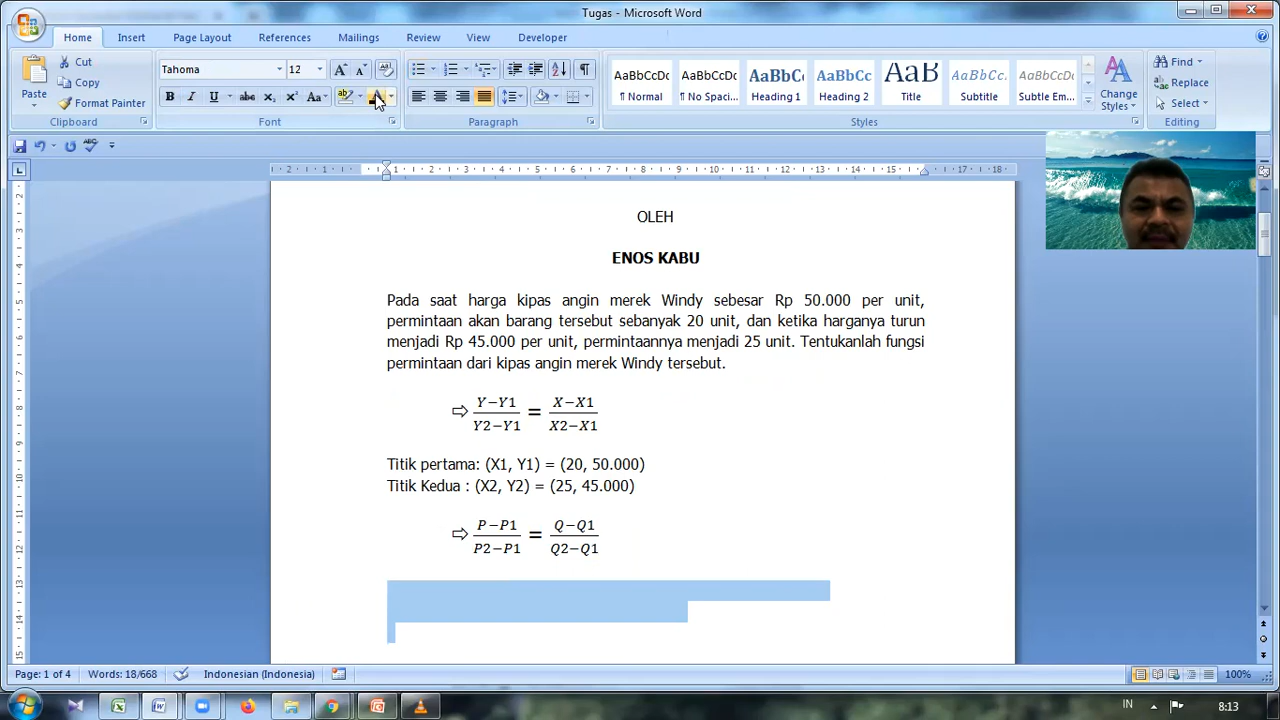 Tugas - Microsoft Word
Home Insert Page Layout References Mailings Review View Developer
Paste
Cut
Copy
Format Painter
Clipboard
Tahoma 12
Font
Paragraph
AaBbCcDc AaBbCcDc AaBbC AaBbCc AaB AaBbCc. AaBbCcDc
¶ Normal ¶ No Spaci... Heading 1 Heading 2 Title Subtitle Subtle Em...
Change
Styles
Styles
Find
Replace
Select
Editing
OLEH
ENOS KABU
Pada saat harga kipas angin merek Windy sebesar Rp 50.000 per unit,
permintaan akan barang tersebut sebanyak 20 unit, dan ketika harganya turun
menjadi Rp 45.000 per unit, permintaannya menjadi 25 unit. Tentukanlah fungsi
permintaan dari kipas angin merek Windy tersebut.
⇨ Y−Y1 / Y2−Y1 = X−X1 / X2−X1
Titik pertama: (X1, Y1) = (20, 50.000)
Titik Kedua : (X2, Y2) = (25, 45.000)
⇨ P−P1 / P2−P1 = Q−Q1 / Q2−Q1
Page: 1 of 4 Words: 18/668 Indonesian (Indonesia) 100%
IN 8:13